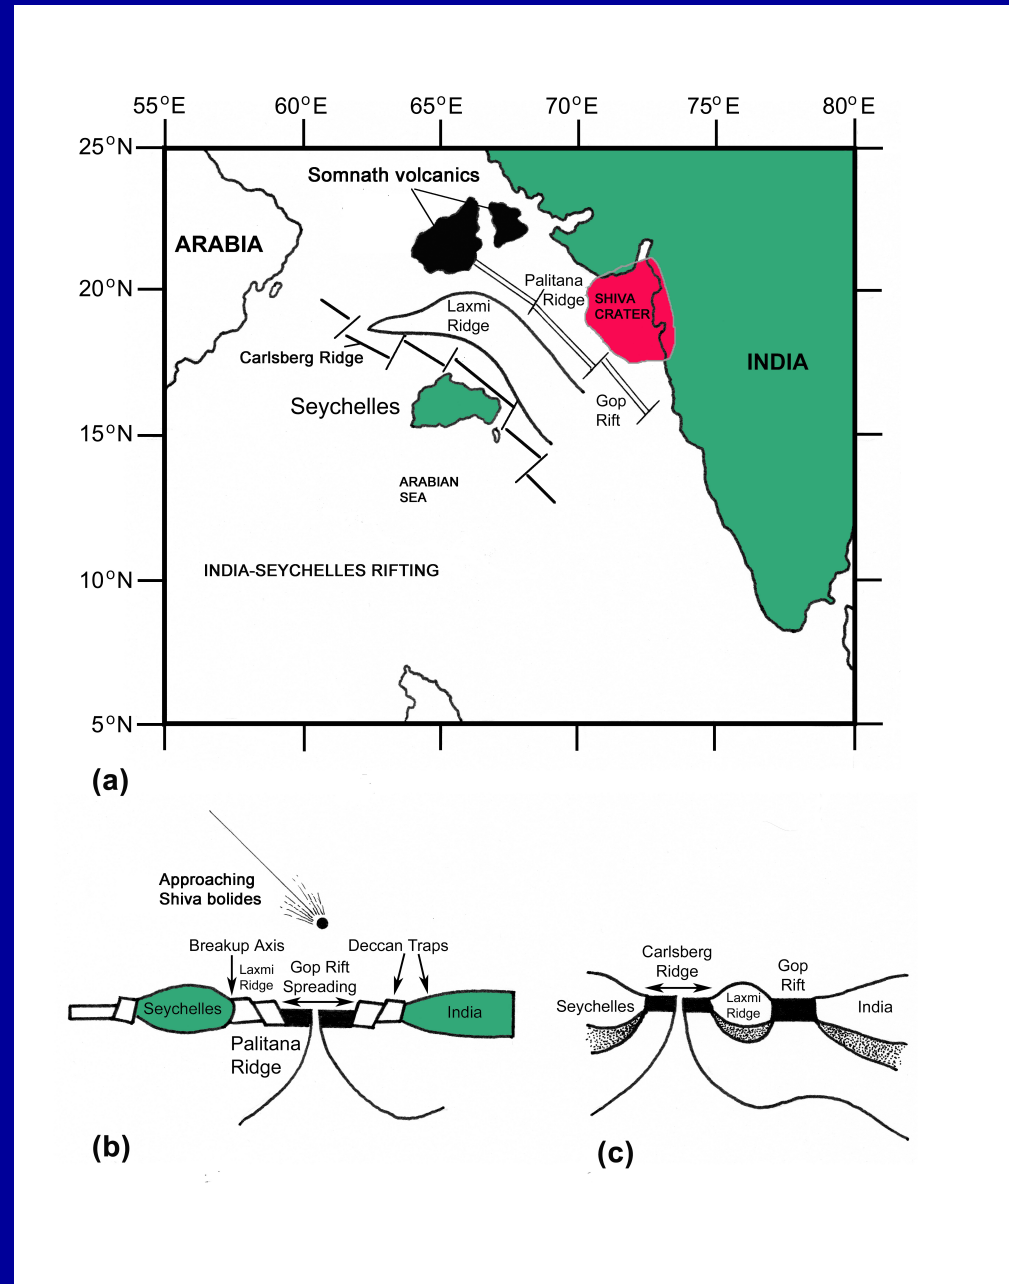 55°E 60°E 65°E 70°E 75°E 80°E
25°N
Somnath volcanics
ARABIA
20°N
Palitana
Ridge
SHIVA
CRATER
Laxmi
Ridge
Carlsberg Ridge
INDIA
Seychelles
Gop
Rift
15°N
ARABIAN
SEA
10°N
INDIA-SEYCHELLES RIFTING
5°N
(a)
Approaching
Shiva bolides
Breakup Axis
Deccan Traps
Laxmi
Ridge
Gop Rift
Spreading
Seychelles
India
Palitana
Ridge
(b)
Carlsberg
Ridge
Gop
Rift
Seychelles
Laxmi
Ridge
India
(c)